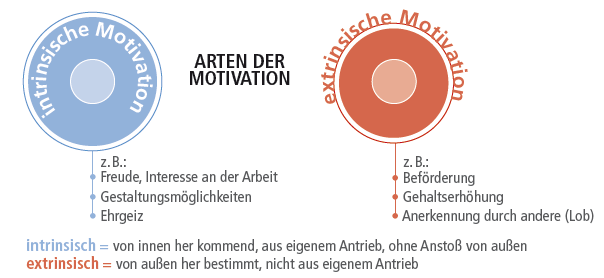 intrinsische Motivation
ARTEN DER
MOTIVATION
extrinsische Motivation
z. B.:
Freude, Interesse an der Arbeit
Gestaltungsmöglichkeiten
Ehrgeiz
z. B.:
Beförderung
Gehaltserhöhung
Anerkennung durch andere (Lob)
intrinsisch = von innen her kommend, aus eigenem Antrieb, ohne Anstoß von außen
extrinsisch = von außen her bestimmt, nicht aus eigenem Antrieb